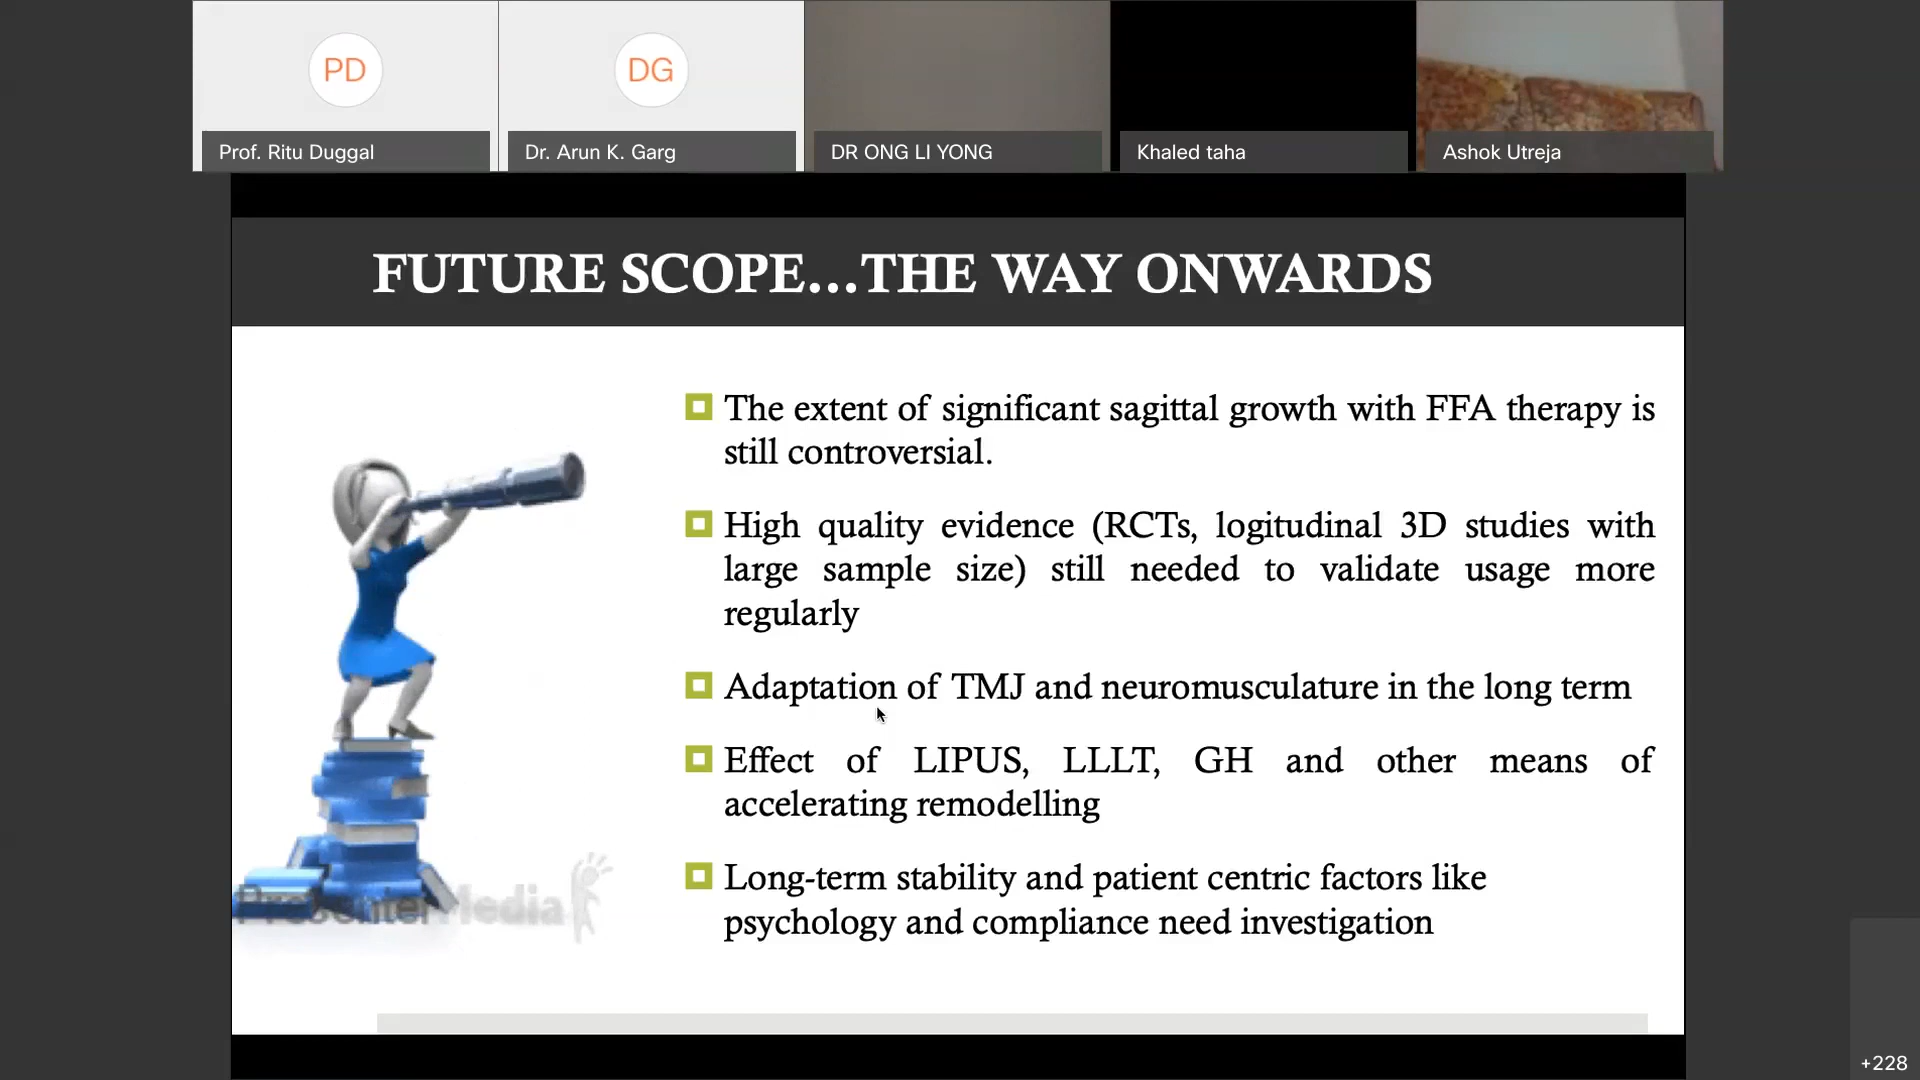 PD
DG
Prof. Ritu Duggal
Dr. Arun K. Garg
DR ONG LI YONG
Khaled taha
Ashok Utreja
FUTURE SCOPE...THE WAY ONWARDS
The extent of significant sagittal growth with FFA therapy is
still controversial.
High quality evidence (RCTs, logitudinal 3D studies with
large sample size) still needed to validate usage more
regularly
Adaptation of TMJ and neuromusculature in the long term
Effect of LIPUS, LLLT, GH and other means of
accelerating remodelling
Long-term stability and patient centric factors like
psychology and compliance need investigation
PresenterMedia
+228